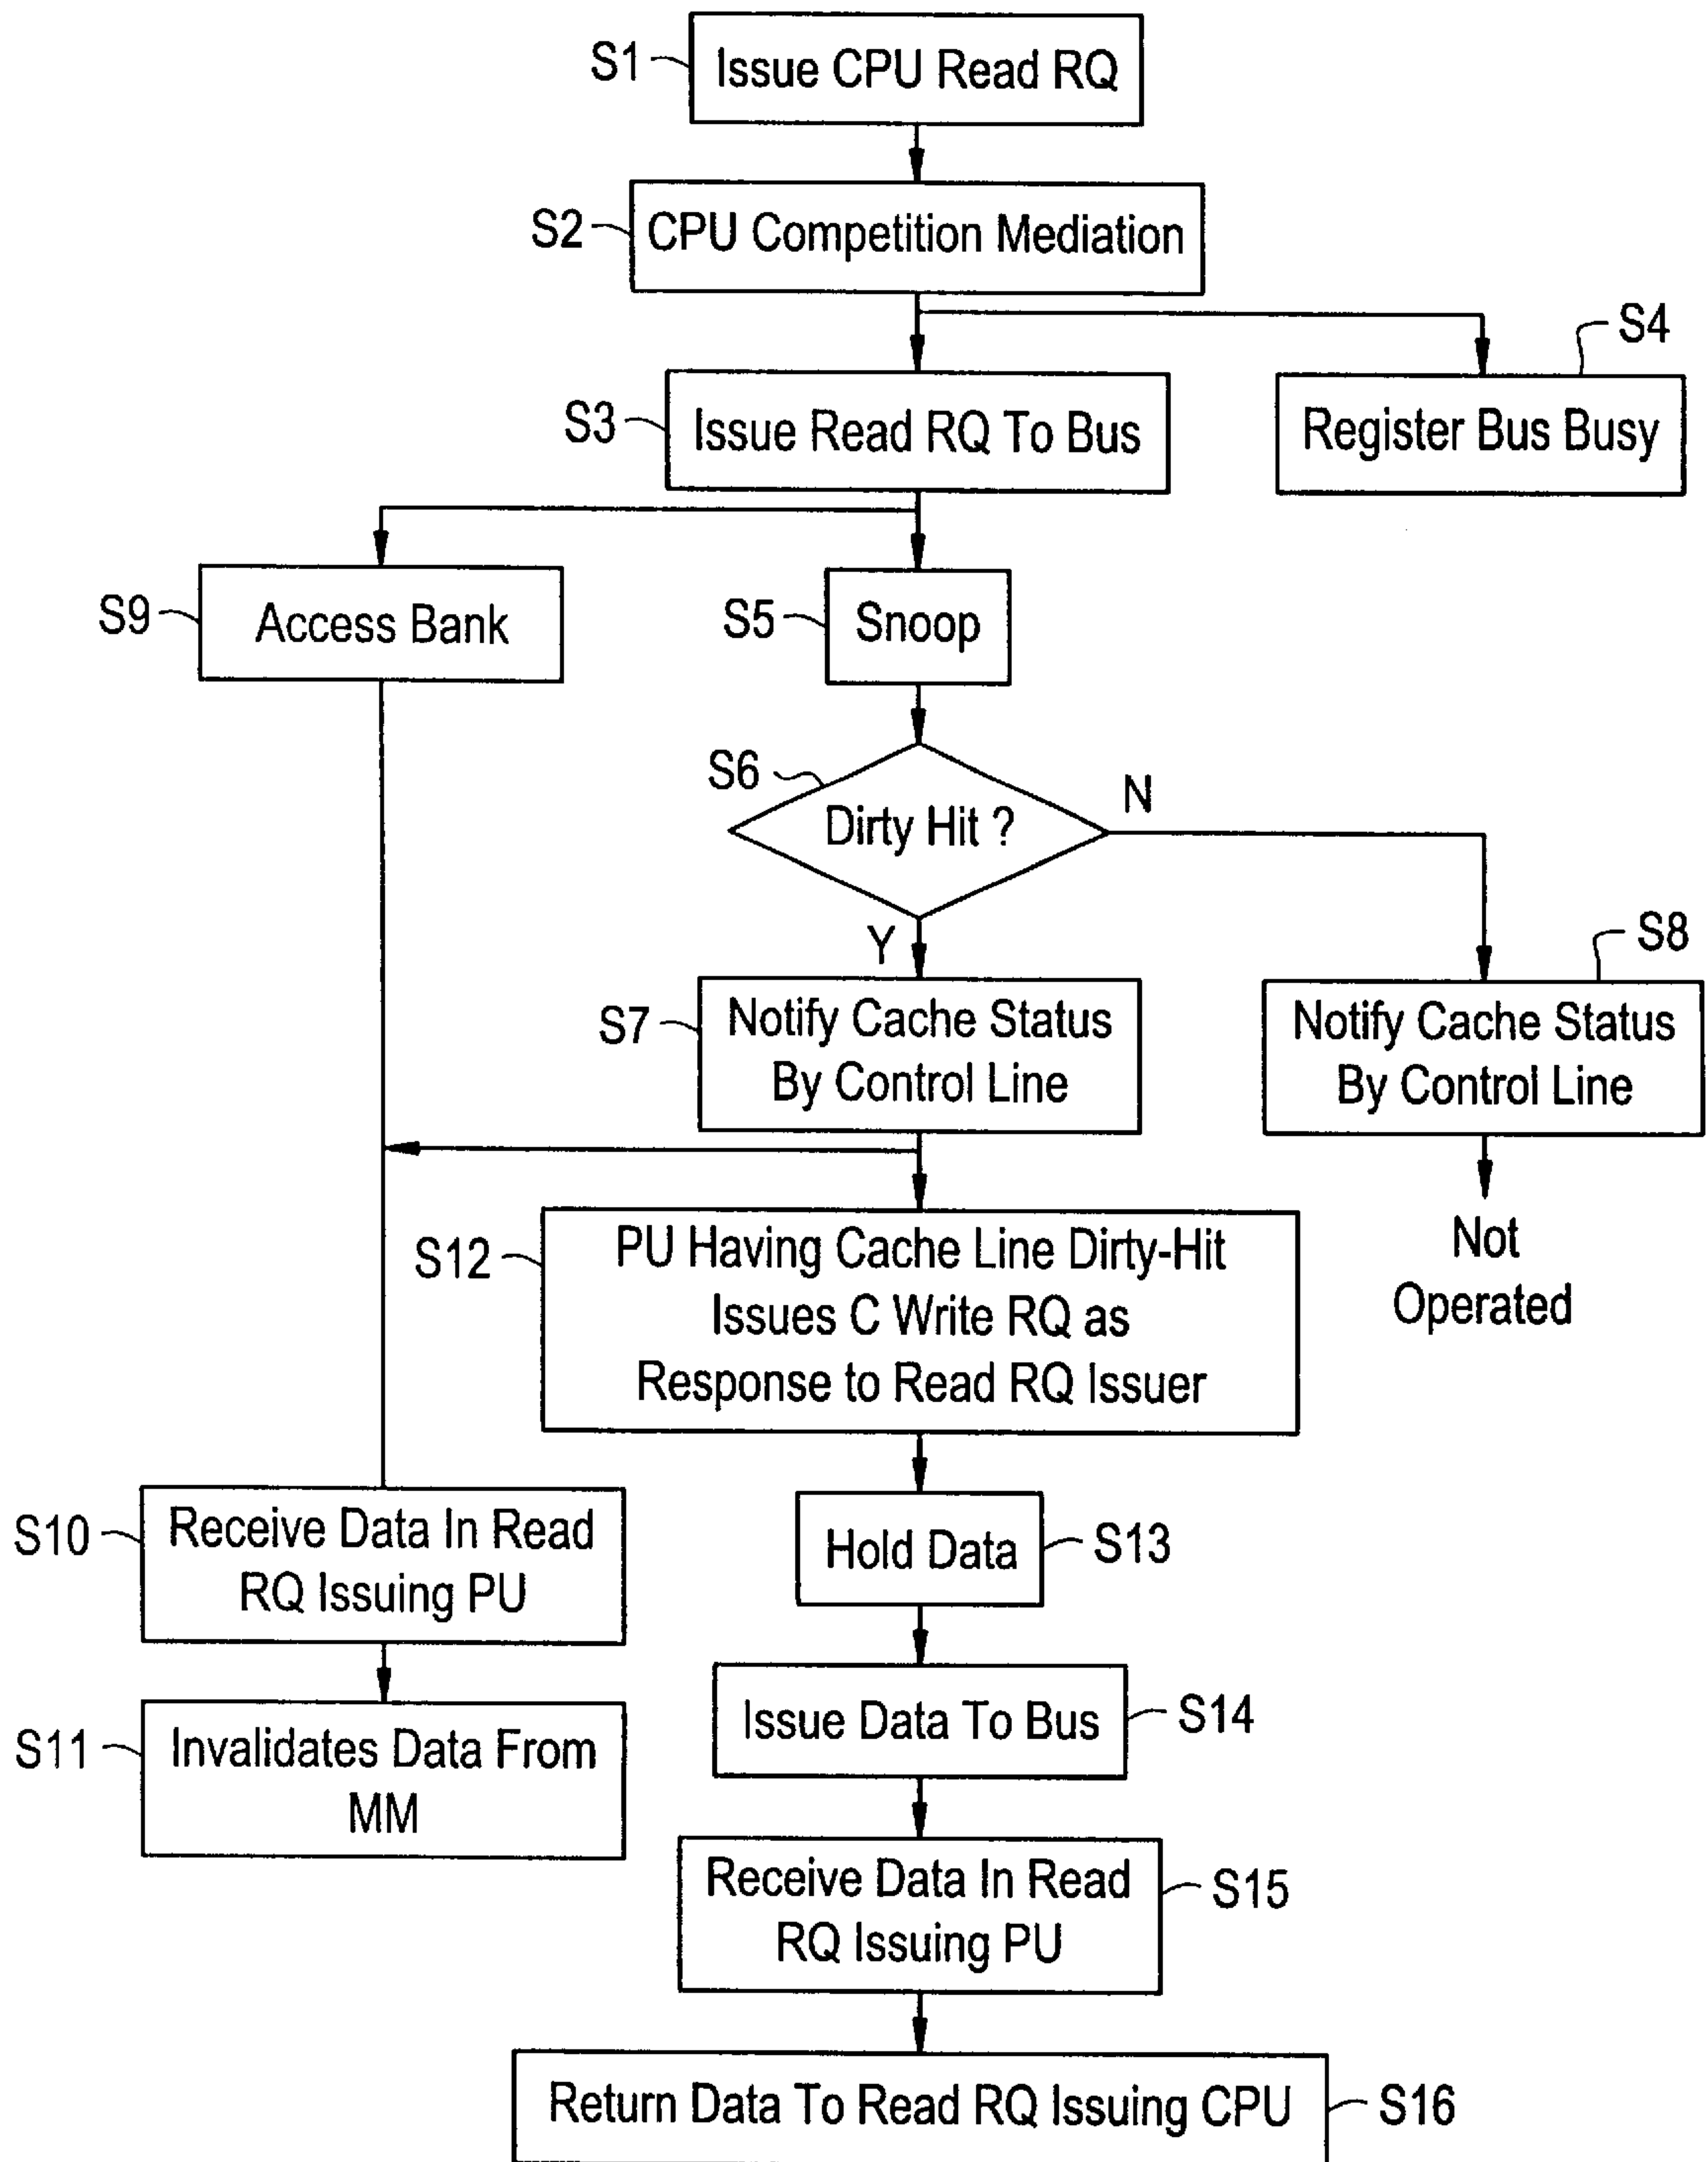 S1
Issue CPU Read RQ
S2
CPU Competition Mediation
S4
S3
Issue Read RQ To Bus
Register Bus Busy
S9
Access Bank
S5
Snoop
S6
Dirty Hit ?
N
Y
S8
S7
Notify Cache Status
By Control Line
Notify Cache Status
By Control Line
S12
PU Having Cache Line Dirty-Hit
Issues C Write RQ as
Response to Read RQ Issuer
Not
Operated
S10
Receive Data In Read
RQ Issuing PU
Hold Data
S13
S11
Invalidates Data From
MM
Issue Data To Bus
S14
Receive Data In Read
RQ Issuing PU
S15
Return Data To Read RQ Issuing CPU
S16